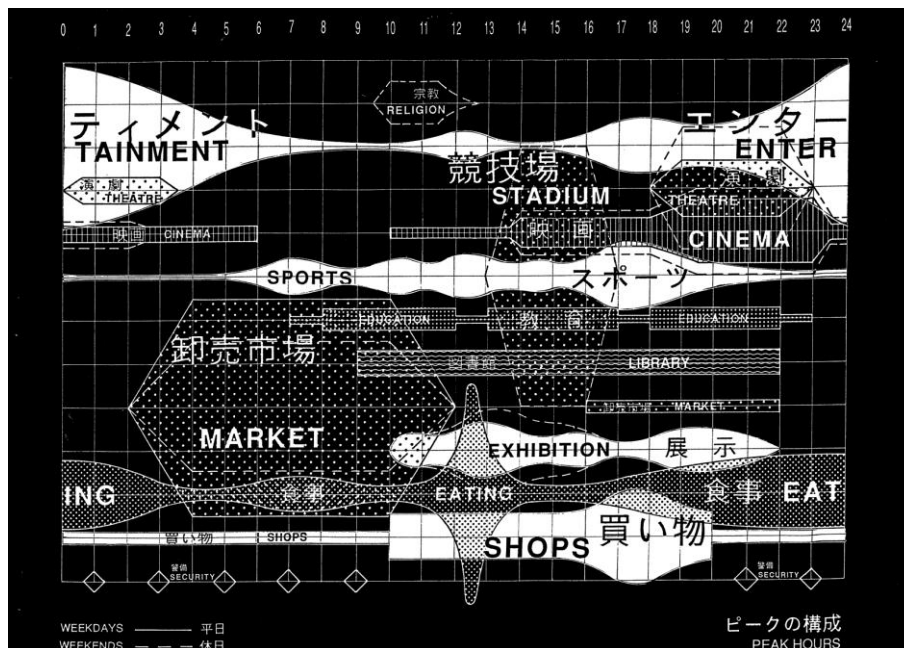 0 1 2 3 4 5 6 7 8 9 10 11 12 13 14 15 16 17 18 19 20 21 22 23 24
宗教
RELIGION
ティメント
TAINMENT
エンター
ENTER
競技場
STADIUM
演劇
THEATRE
演劇
THEATRE
映画 CINEMA
映画
CINEMA
SPORTS
スポーツ
EDUCATION
教育
EDUCATION
卸売市場
MARKET
図書館
LIBRARY
卸売市場 MARKET
EXHIBITION
展示
ING
食事
EATING
食事
EAT
買い物
SHOPS
SHOPS
買い物
警備
SECURITY
警備
SECURITY
WEEKDAYS 平日
WEEKENDS 休日
ピークの構成
PEAK HOURS